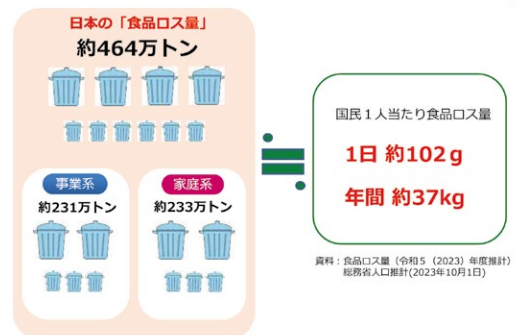 日本の「食品ロス量」
約464万トン
事業系
約231万トン
家庭系
約233万トン
≒
国民１人当たり食品ロス量
1日 約102ｇ
年間 約37kg
資料：食品ロス量（令和５（2023）年度推計）
総務省人口推計(2023年10月1日)